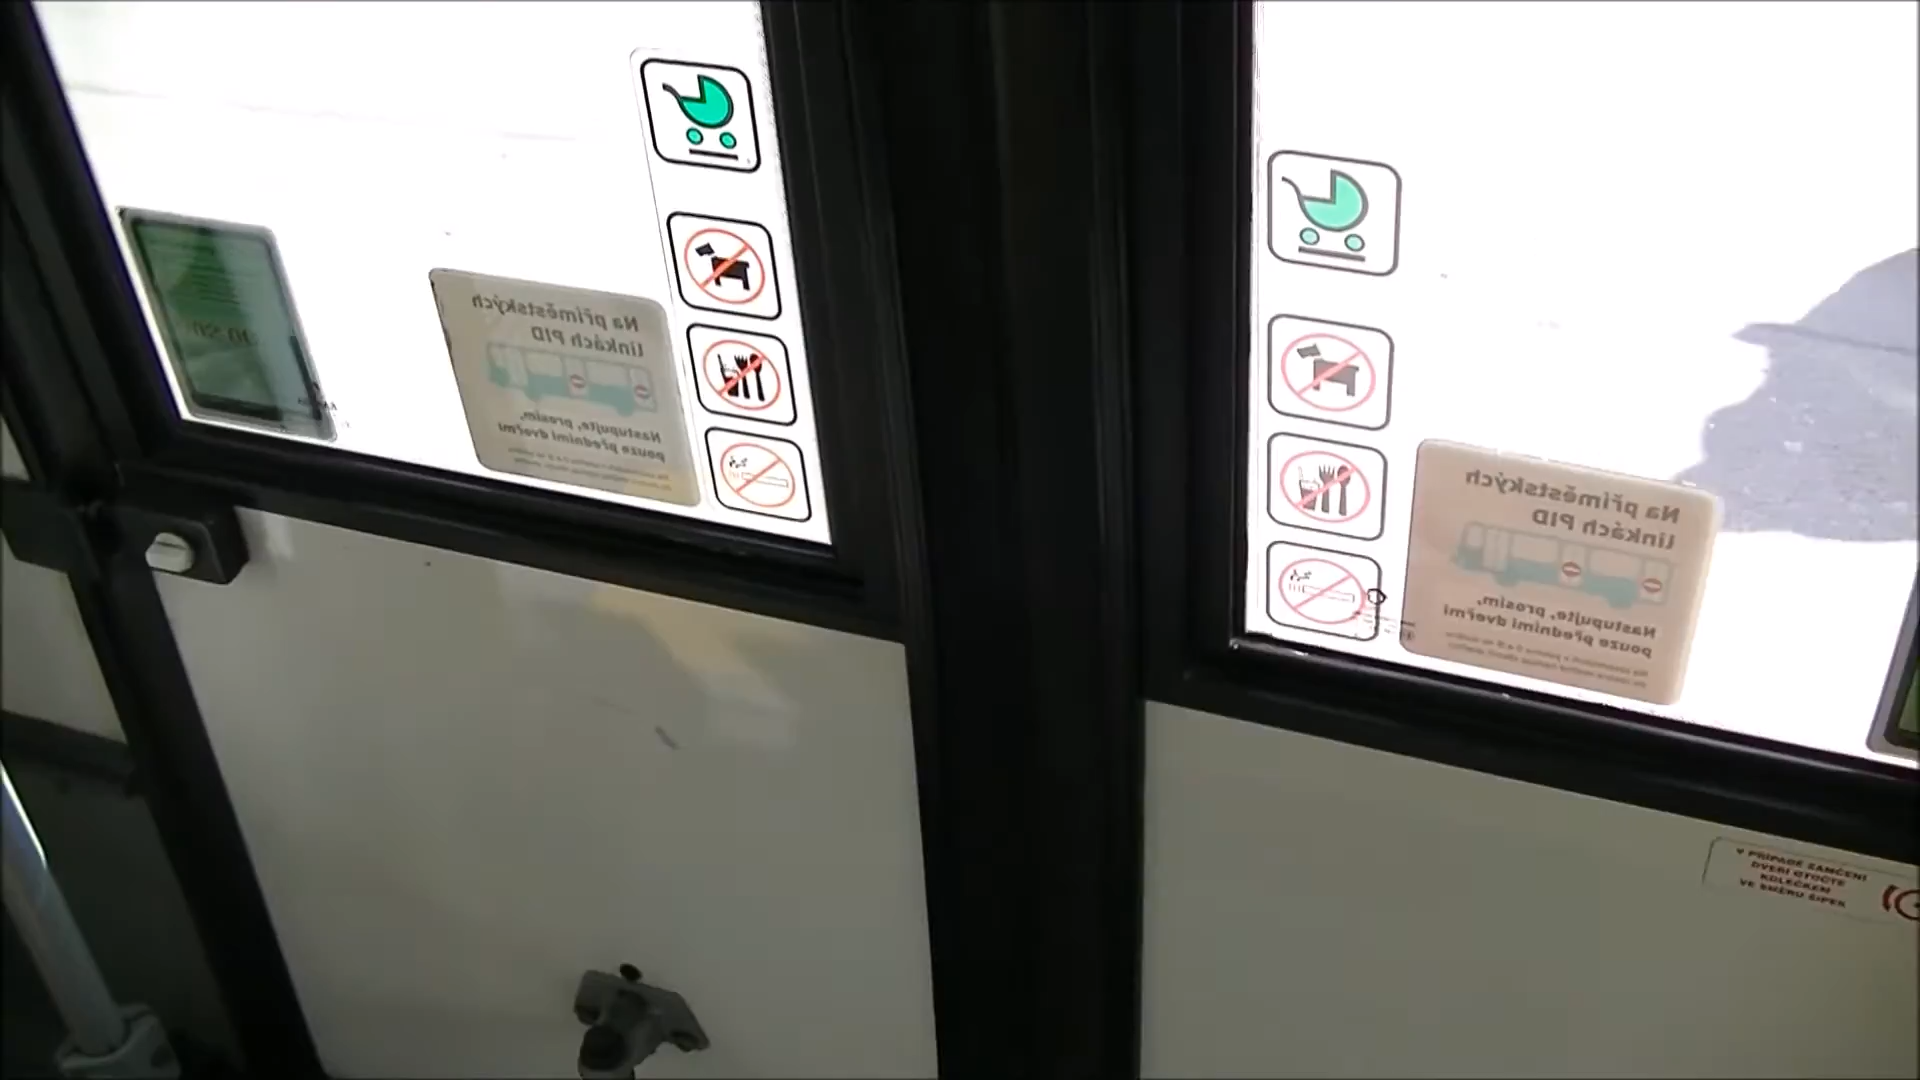 Na příměstských
linkách PID
Nastupujte, prosím,
pouze předními dveřmi
Na příměstských
linkách PID
Nastupujte, prosím,
pouze předními dveřmi
V PŘÍPADĚ
DVEŘÍ OTOČTE
KOLEČKEM
VE SMĚRU ŠIPEK